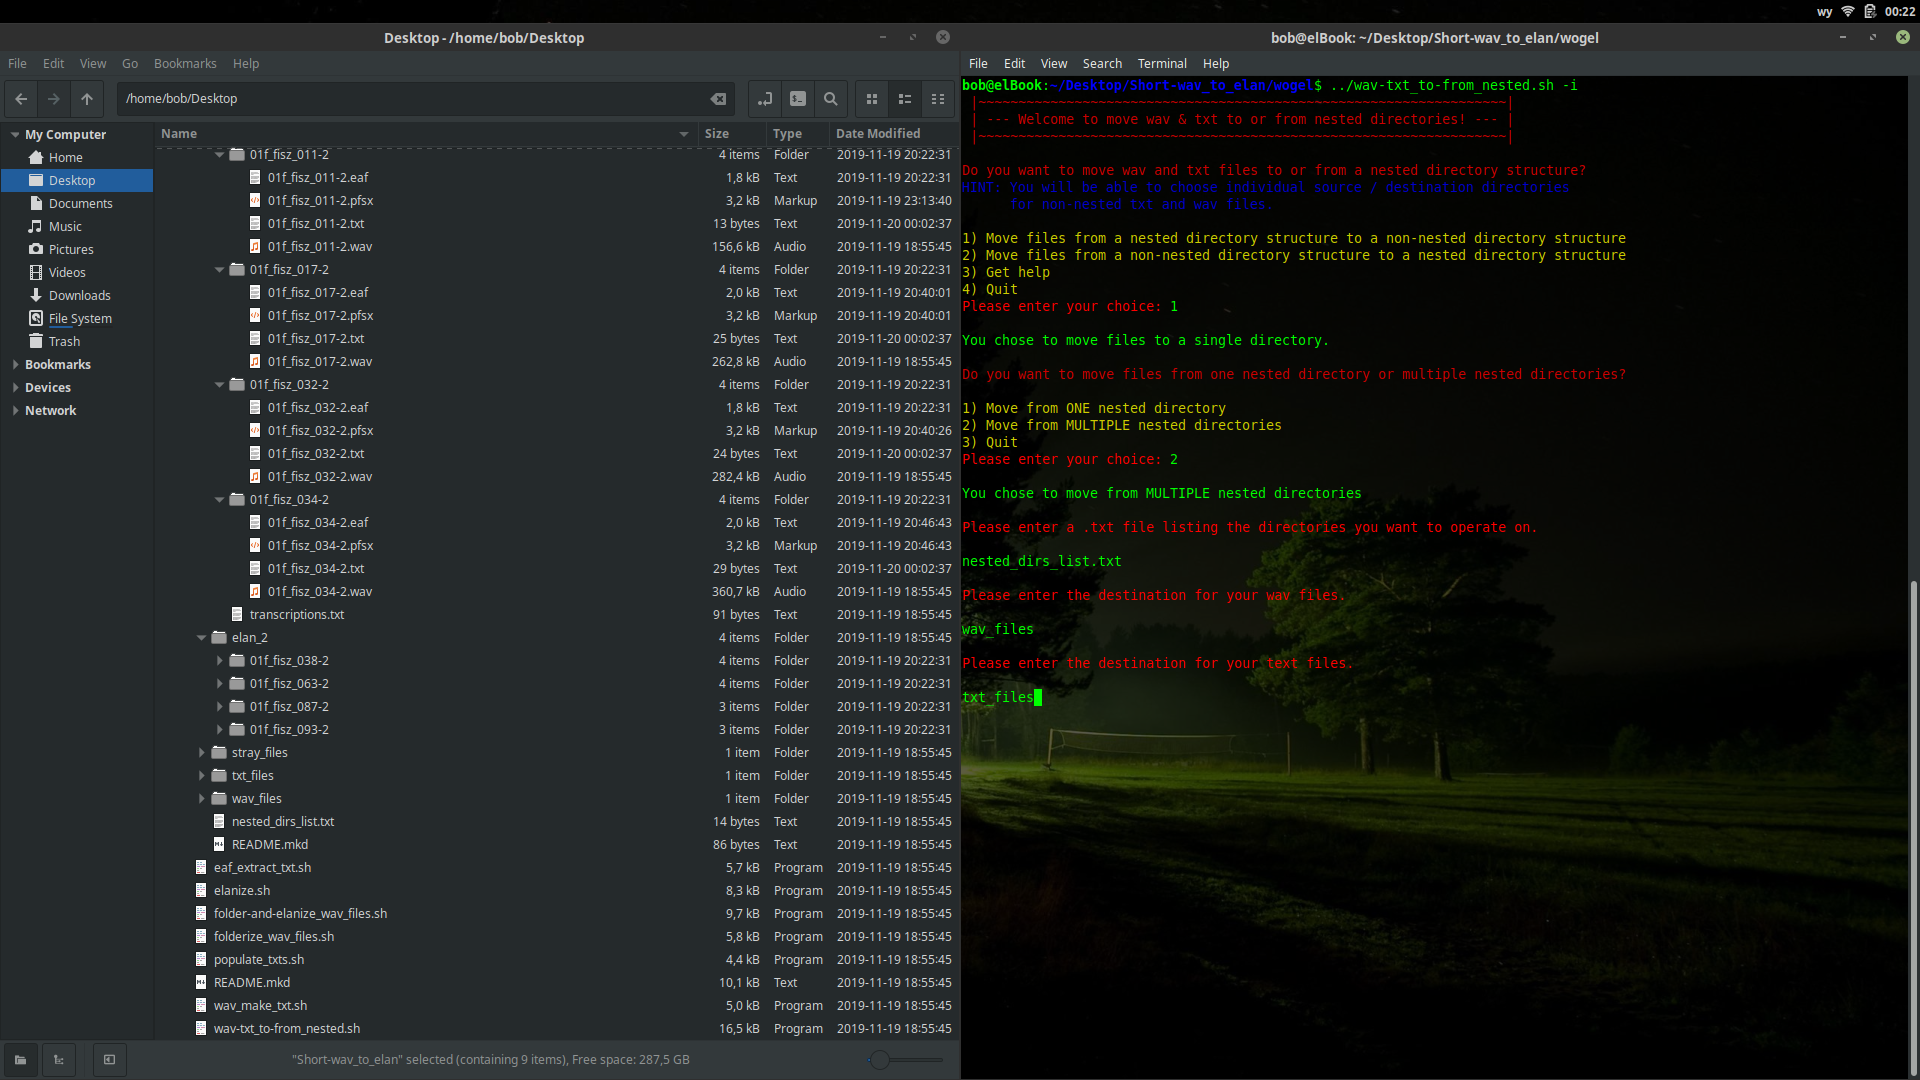 wy 00:22
Desktop - /home/bob/Desktop
File Edit View Go Bookmarks Help
/home/bob/Desktop
My Computer
Home
Desktop
Documents
Music
Pictures
Videos
Downloads
File System
Trash
Bookmarks
Devices
Network
Name Size Type Date Modified
01f_fisz_011-2 4 items Folder 2019-11-19 20:22:31
01f_fisz_011-2.eaf 1,8 kB Text 2019-11-19 20:22:31
01f_fisz_011-2.pfsx 3,2 kB Markup 2019-11-19 23:13:40
01f_fisz_011-2.txt 13 bytes Text 2019-11-20 00:02:37
01f_fisz_011-2.wav 156,6 kB Audio 2019-11-19 18:55:45
01f_fisz_017-2 4 items Folder 2019-11-19 20:22:31
01f_fisz_017-2.eaf 2,0 kB Text 2019-11-19 20:40:01
01f_fisz_017-2.pfsx 3,2 kB Markup 2019-11-19 20:40:01
01f_fisz_017-2.txt 25 bytes Text 2019-11-20 00:02:37
01f_fisz_017-2.wav 262,8 kB Audio 2019-11-19 18:55:45
01f_fisz_032-2 4 items Folder 2019-11-19 20:22:31
01f_fisz_032-2.eaf 1,8 kB Text 2019-11-19 20:22:31
01f_fisz_032-2.pfsx 3,2 kB Markup 2019-11-19 20:40:26
01f_fisz_032-2.txt 24 bytes Text 2019-11-20 00:02:37
01f_fisz_032-2.wav 282,4 kB Audio 2019-11-19 18:55:45
01f_fisz_034-2 4 items Folder 2019-11-19 20:22:31
01f_fisz_034-2.eaf 2,0 kB Text 2019-11-19 20:46:43
01f_fisz_034-2.pfsx 3,2 kB Markup 2019-11-19 20:46:43
01f_fisz_034-2.txt 29 bytes Text 2019-11-20 00:02:37
01f_fisz_034-2.wav 360,7 kB Audio 2019-11-19 18:55:45
transcriptions.txt 91 bytes Text 2019-11-19 18:55:45
elan_2 4 items Folder 2019-11-19 18:55:45
01f_fisz_038-2 4 items Folder 2019-11-19 20:22:31
01f_fisz_063-2 4 items Folder 2019-11-19 20:22:31
01f_fisz_087-2 3 items Folder 2019-11-19 20:22:31
01f_fisz_093-2 3 items Folder 2019-11-19 20:22:31
stray_files 1 item Folder 2019-11-19 18:55:45
txt_files 1 item Folder 2019-11-19 18:55:45
wav_files 1 item Folder 2019-11-19 18:55:45
nested_dirs_list.txt 14 bytes Text 2019-11-19 18:55:45
README.mkd 86 bytes Text 2019-11-19 18:55:45
eaf_extract_txt.sh 5,7 kB Program 2019-11-19 18:55:45
elanize.sh 8,3 kB Program 2019-11-19 18:55:45
folder-and-elanize_wav_files.sh 9,7 kB Program 2019-11-19 18:55:45
folderize_wav_files.sh 5,8 kB Program 2019-11-19 18:55:45
populate_txts.sh 4,4 kB Program 2019-11-19 18:55:45
README.mkd 10,1 kB Text 2019-11-19 18:55:45
wav_make_txt.sh 5,0 kB Program 2019-11-19 18:55:45
wav-txt_to-from_nested.sh 16,5 kB Program 2019-11-19 18:55:45
"Short-wav_to_elan" selected (containing 9 items), Free space: 287,5 GB
bob@elBook: ~/Desktop/Short-wav_to_elan/wogel
File Edit View Search Terminal Help
bob@elBook:~/Desktop/Short-wav_to_elan/wogel$ ../wav-txt_to-from_nested.sh -i
|~~~~~~~~~~~~~~~~~~~~~~~~~~~~~~~~~~~~~~~~~~~~~~~~~~~~~~~~~~~~~~~~~~|
| --- Welcome to move wav & txt to or from nested directories! --- |
|~~~~~~~~~~~~~~~~~~~~~~~~~~~~~~~~~~~~~~~~~~~~~~~~~~~~~~~~~~~~~~~~~~|
Do you want to move wav and txt files to or from a nested directory structure?
HINT: You will be able to choose individual source / destination directories
for non-nested txt and wav files.
1) Move files from a nested directory structure to a non-nested directory structure
2) Move files from a non-nested directory structure to a nested directory structure
3) Get help
4) Quit
Please enter your choice: 1
You chose to move files to a single directory.
Do you want to move files from one nested directory or multiple nested directories?
1) Move from ONE nested directory
2) Move from MULTIPLE nested directories
3) Quit
Please enter your choice: 2
You chose to move from MULTIPLE nested directories
Please enter a .txt file listing the directories you want to operate on.
nested_dirs_list.txt
Please enter the destination for your wav files.
wav_files
Please enter the destination for your text files.
txt_files